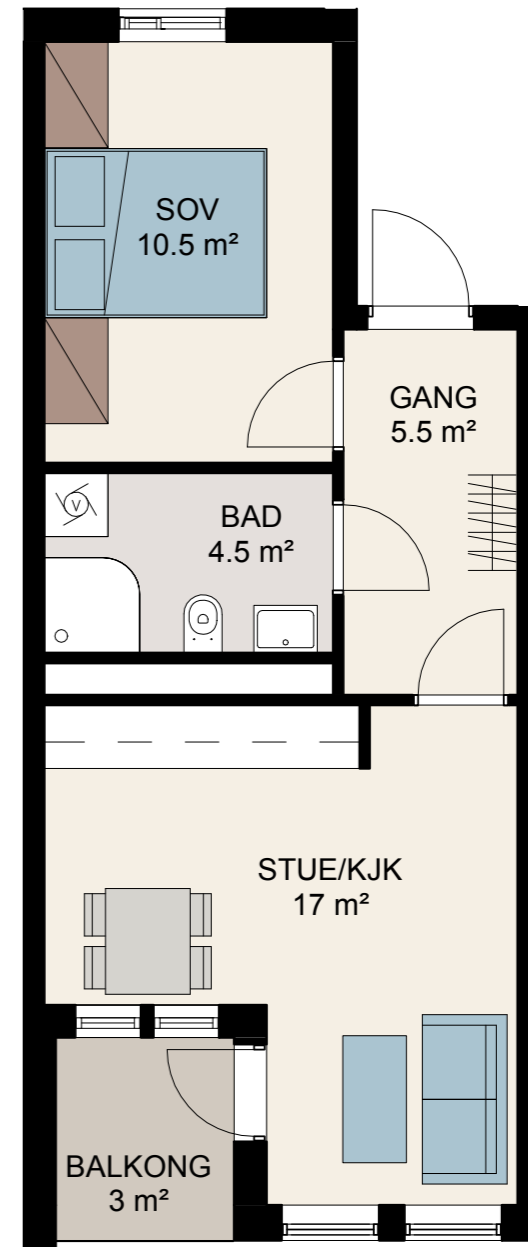 SOV
10.5 m²
GANG
5.5 m²
V
BAD
4.5 m²
STUE/KJK
17 m²
BALKONG
3 m²